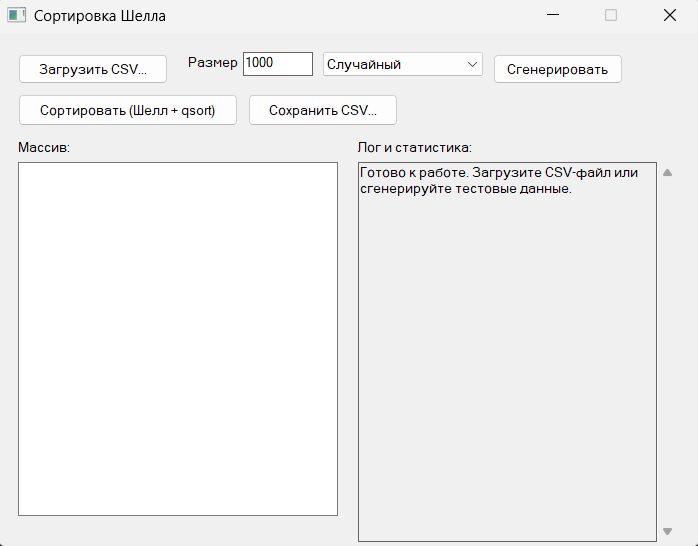 Сортировка Шелла
Загрузить CSV...
Размер
1000
Случайный
Сгенерировать
Сортировать (Шелл + qsort)
Сохранить CSV...
Массив:
Лог и статистика:
Готово к работе. Загрузите CSV-файл или
сгенерируйте тестовые данные.